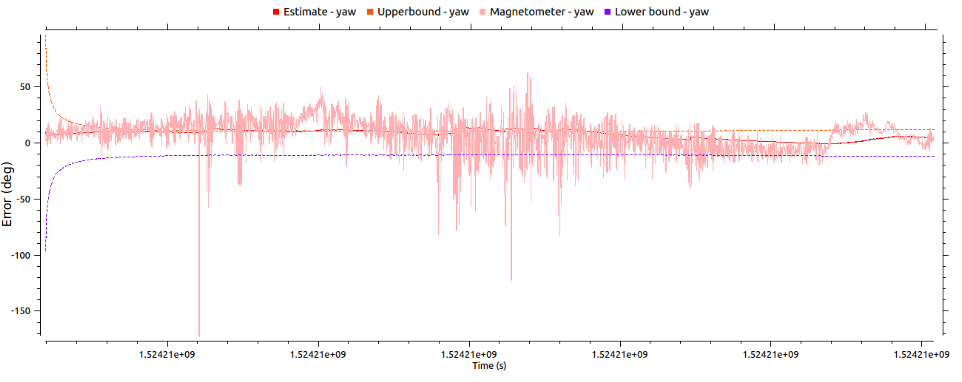 Estimate - yaw Upperbound - yaw Magnetometer - yaw Lower bound - yaw
50
0
-50
-100
-150
Error (deg)
1.52421e+09 1.52421e+09 1.52421e+09 1.52421e+09 1.52421e+09 1.52421e+09
Time (s)